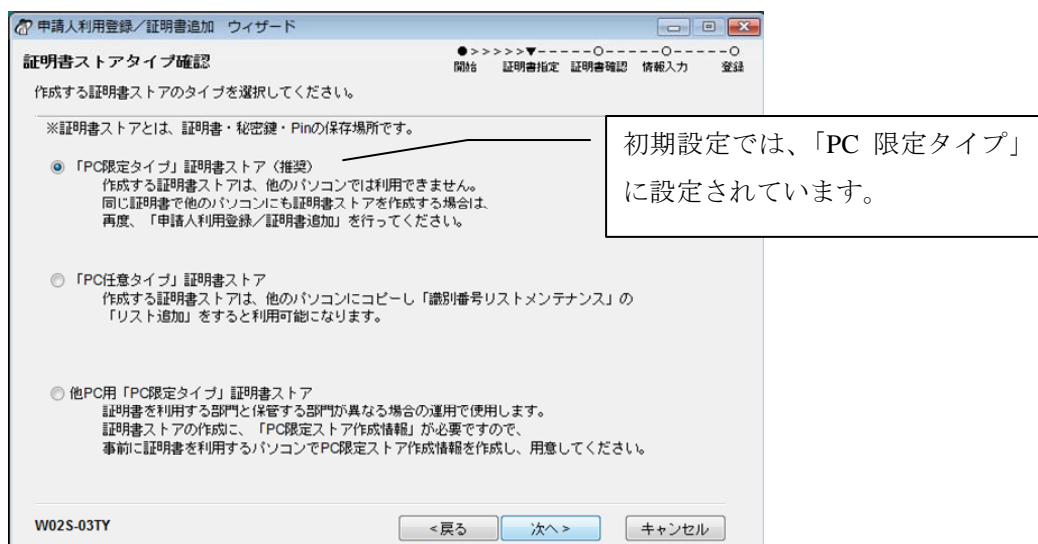 申請人利用登録／証明書追加 ウィザード
証明書ストアタイプ確認
●>>>>>▼-----○-----○-----○
開始 証明書指定 証明書確認 情報入力 登録
作成する証明書ストアのタイプを選択してください。
※証明書ストアとは、証明書・秘密鍵・Pinの保存場所です。
「PC限定タイプ」証明書ストア（推奨）
作成する証明書ストアは、他のパソコンでは利用できません。
同じ証明書で他のパソコンにも証明書ストアを作成する場合は、
再度、「申請人利用登録／証明書追加」を行ってください。
初期設定では、「PC 限定タイプ」
に設定されています。
「PC任意タイプ」証明書ストア
作成する証明書ストアは、他のパソコンにコピーし「識別番号リストメンテナンス」の
「リスト追加」をすると利用可能になります。
他PC用「PC限定タイプ」証明書ストア
証明書を利用する部門と保管する部門が異なる場合の運用で使用します。
証明書ストアの作成に、「PC限定ストア作成情報」が必要ですので、
事前に証明書を利用するパソコンでPC限定ストア作成情報を作成し、用意してください。
W02S-03TY
<戻る 次へ> キャンセル